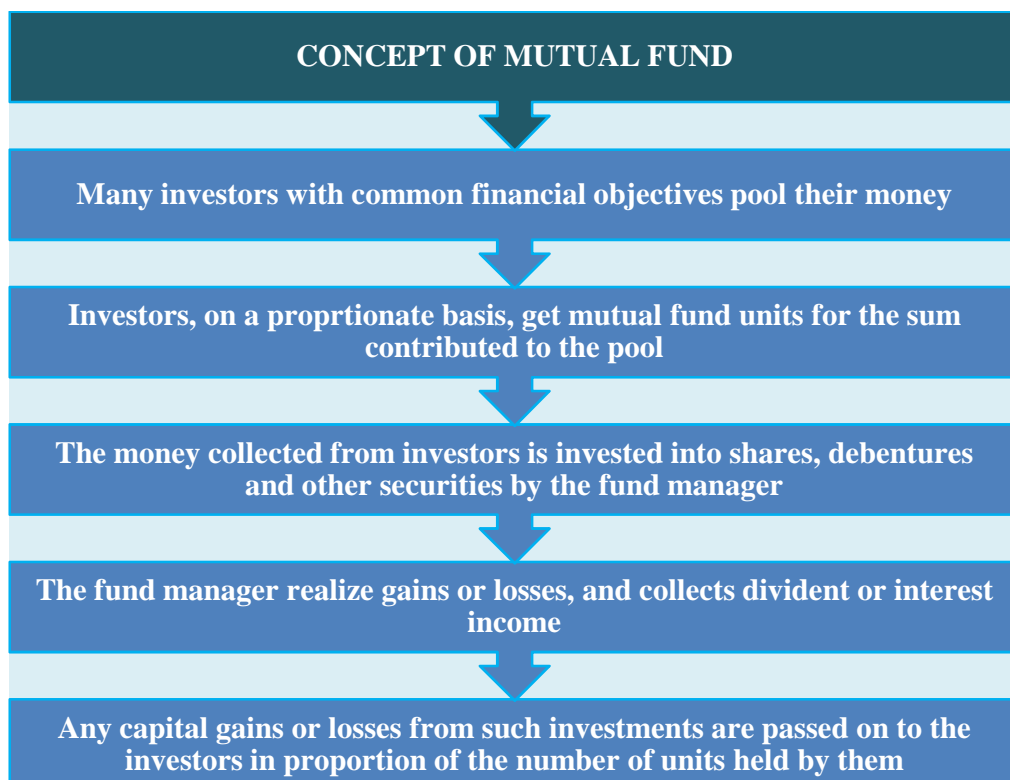 CONCEPT OF MUTUAL FUND
Many investors with common financial objectives pool their money
Investors, on a proprtionate basis, get mutual fund units for the sum
contributed to the pool
The money collected from investors is invested into shares, debentures
and other securities by the fund manager
The fund manager realize gains or losses, and collects divident or interest
income
Any capital gains or losses from such investments are passed on to the
investors in proportion of the number of units held by them